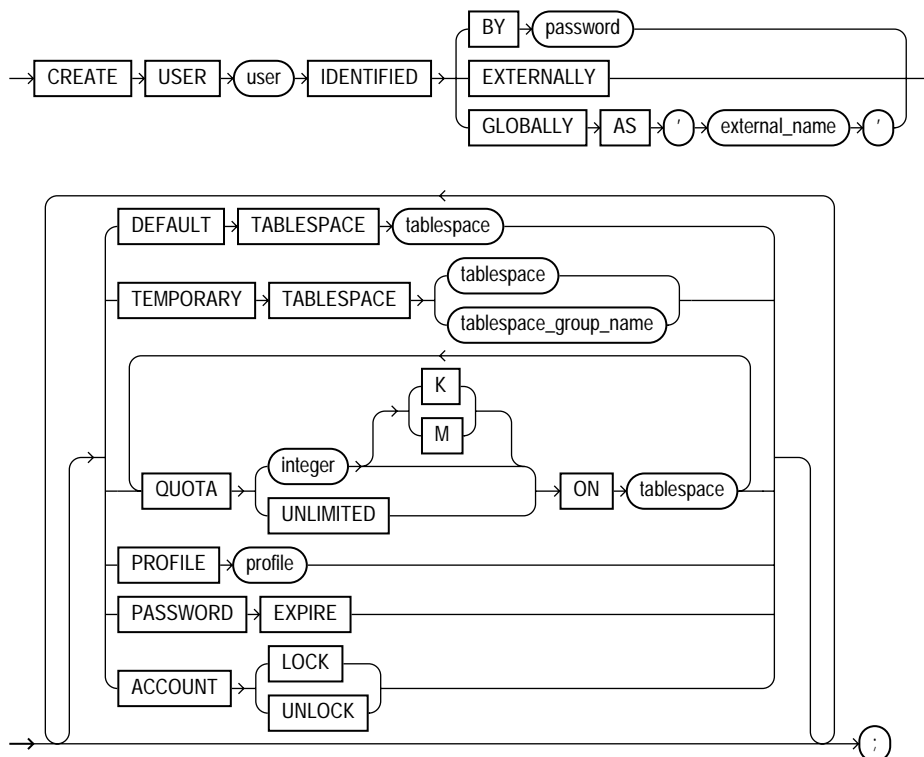 BY password
CREATE USER user IDENTIFIED EXTERNALLY
GLOBALLY AS ' external_name '
DEFAULT TABLESPACE tablespace
TEMPORARY TABLESPACE tablespace
tablespace_group_name
K
M
QUOTA integer ON tablespace
UNLIMITED
PROFILE profile
PASSWORD EXPIRE
ACCOUNT LOCK
UNLOCK
;